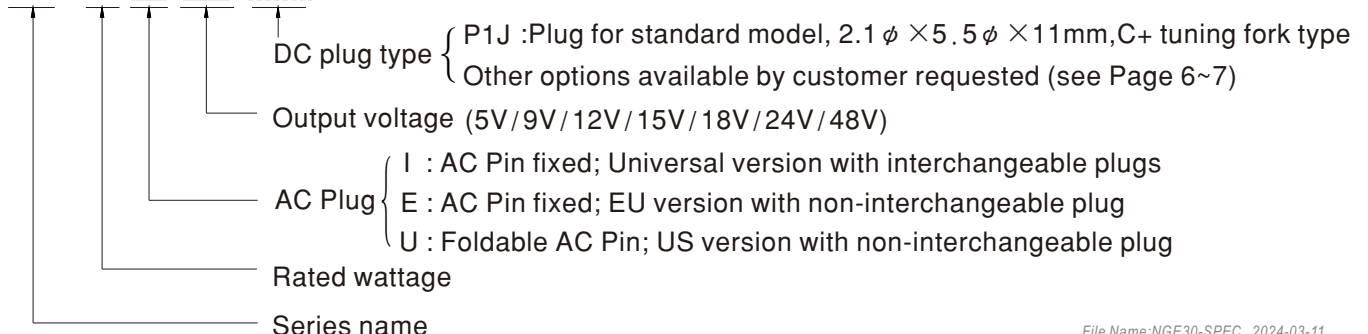 DC plug type
P1J :Plug for standard model, 2.1 ϕ ×5.5 ϕ ×11mm,C+ tuning fork type
Other options available by customer requested (see Page 6~7)
Output voltage (5V/9V/12V/15V/18V/24V/48V)
AC Plug
I : AC Pin fixed; Universal version with interchangeable plugs
E : AC Pin fixed; EU version with non-interchangeable plug
U : Foldable AC Pin; US version with non-interchangeable plug
Rated wattage
Series name
File Name:NGE30-SPEC 2024-03-11